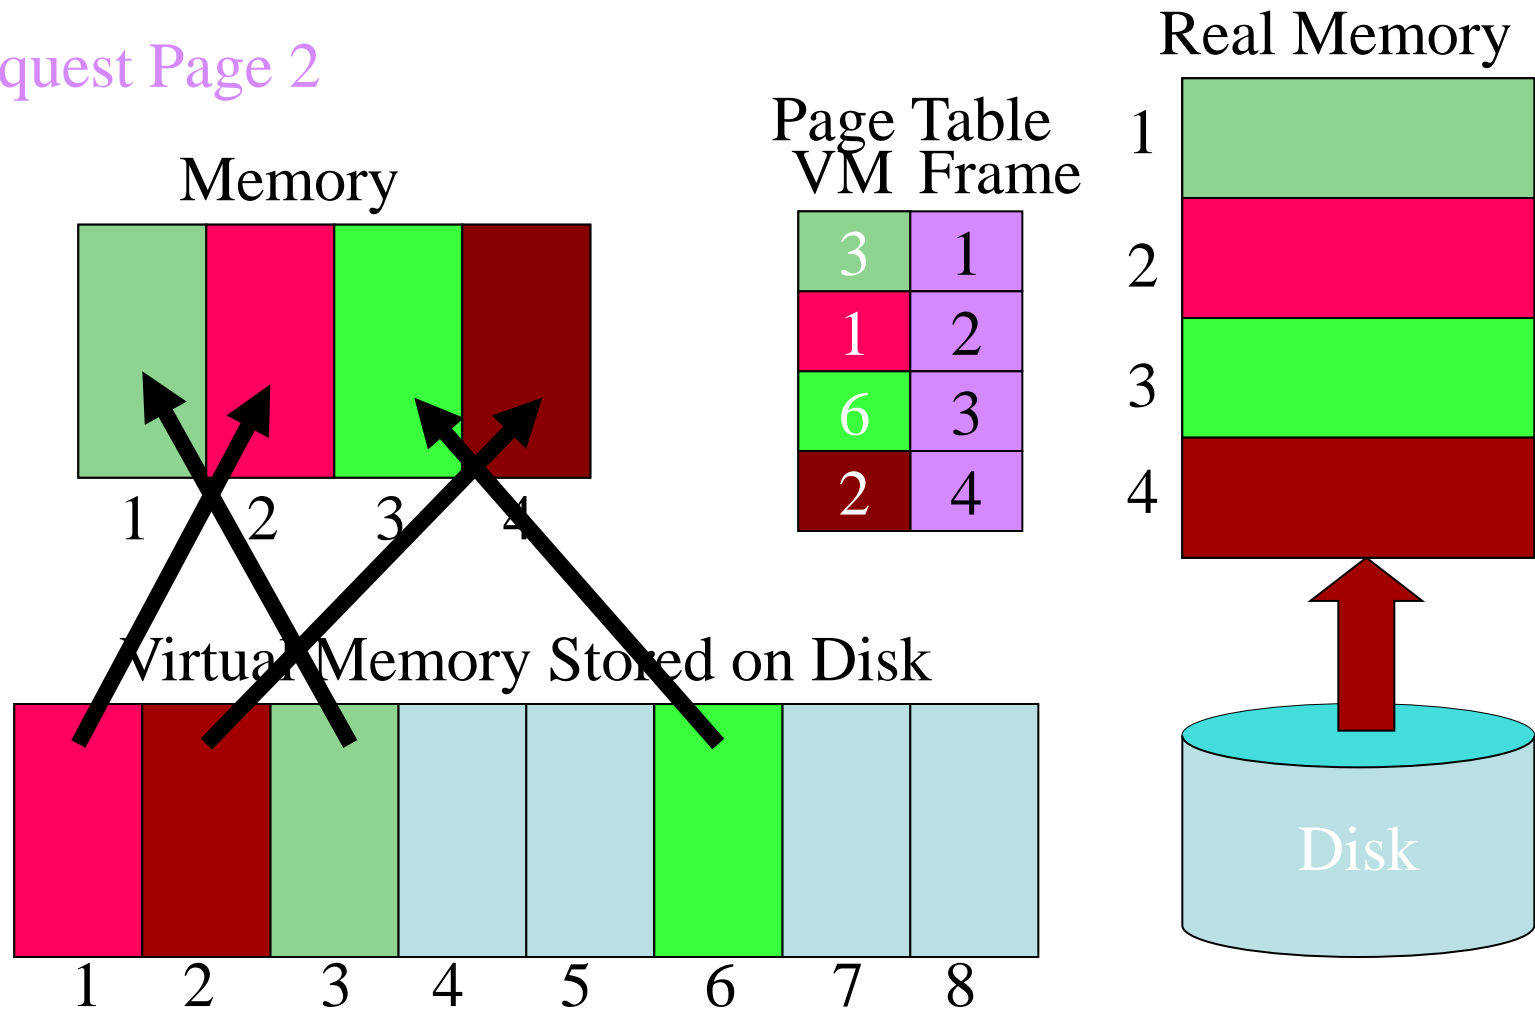 quest Page 2
Real Memory
Page Table
VM Frame
Memory
3 1
1 2
6 3
2 4
1
2
3
4
1 2 3 4
Virtual Memory Stored on Disk
Disk
1 2 3 4 5 6 7 8